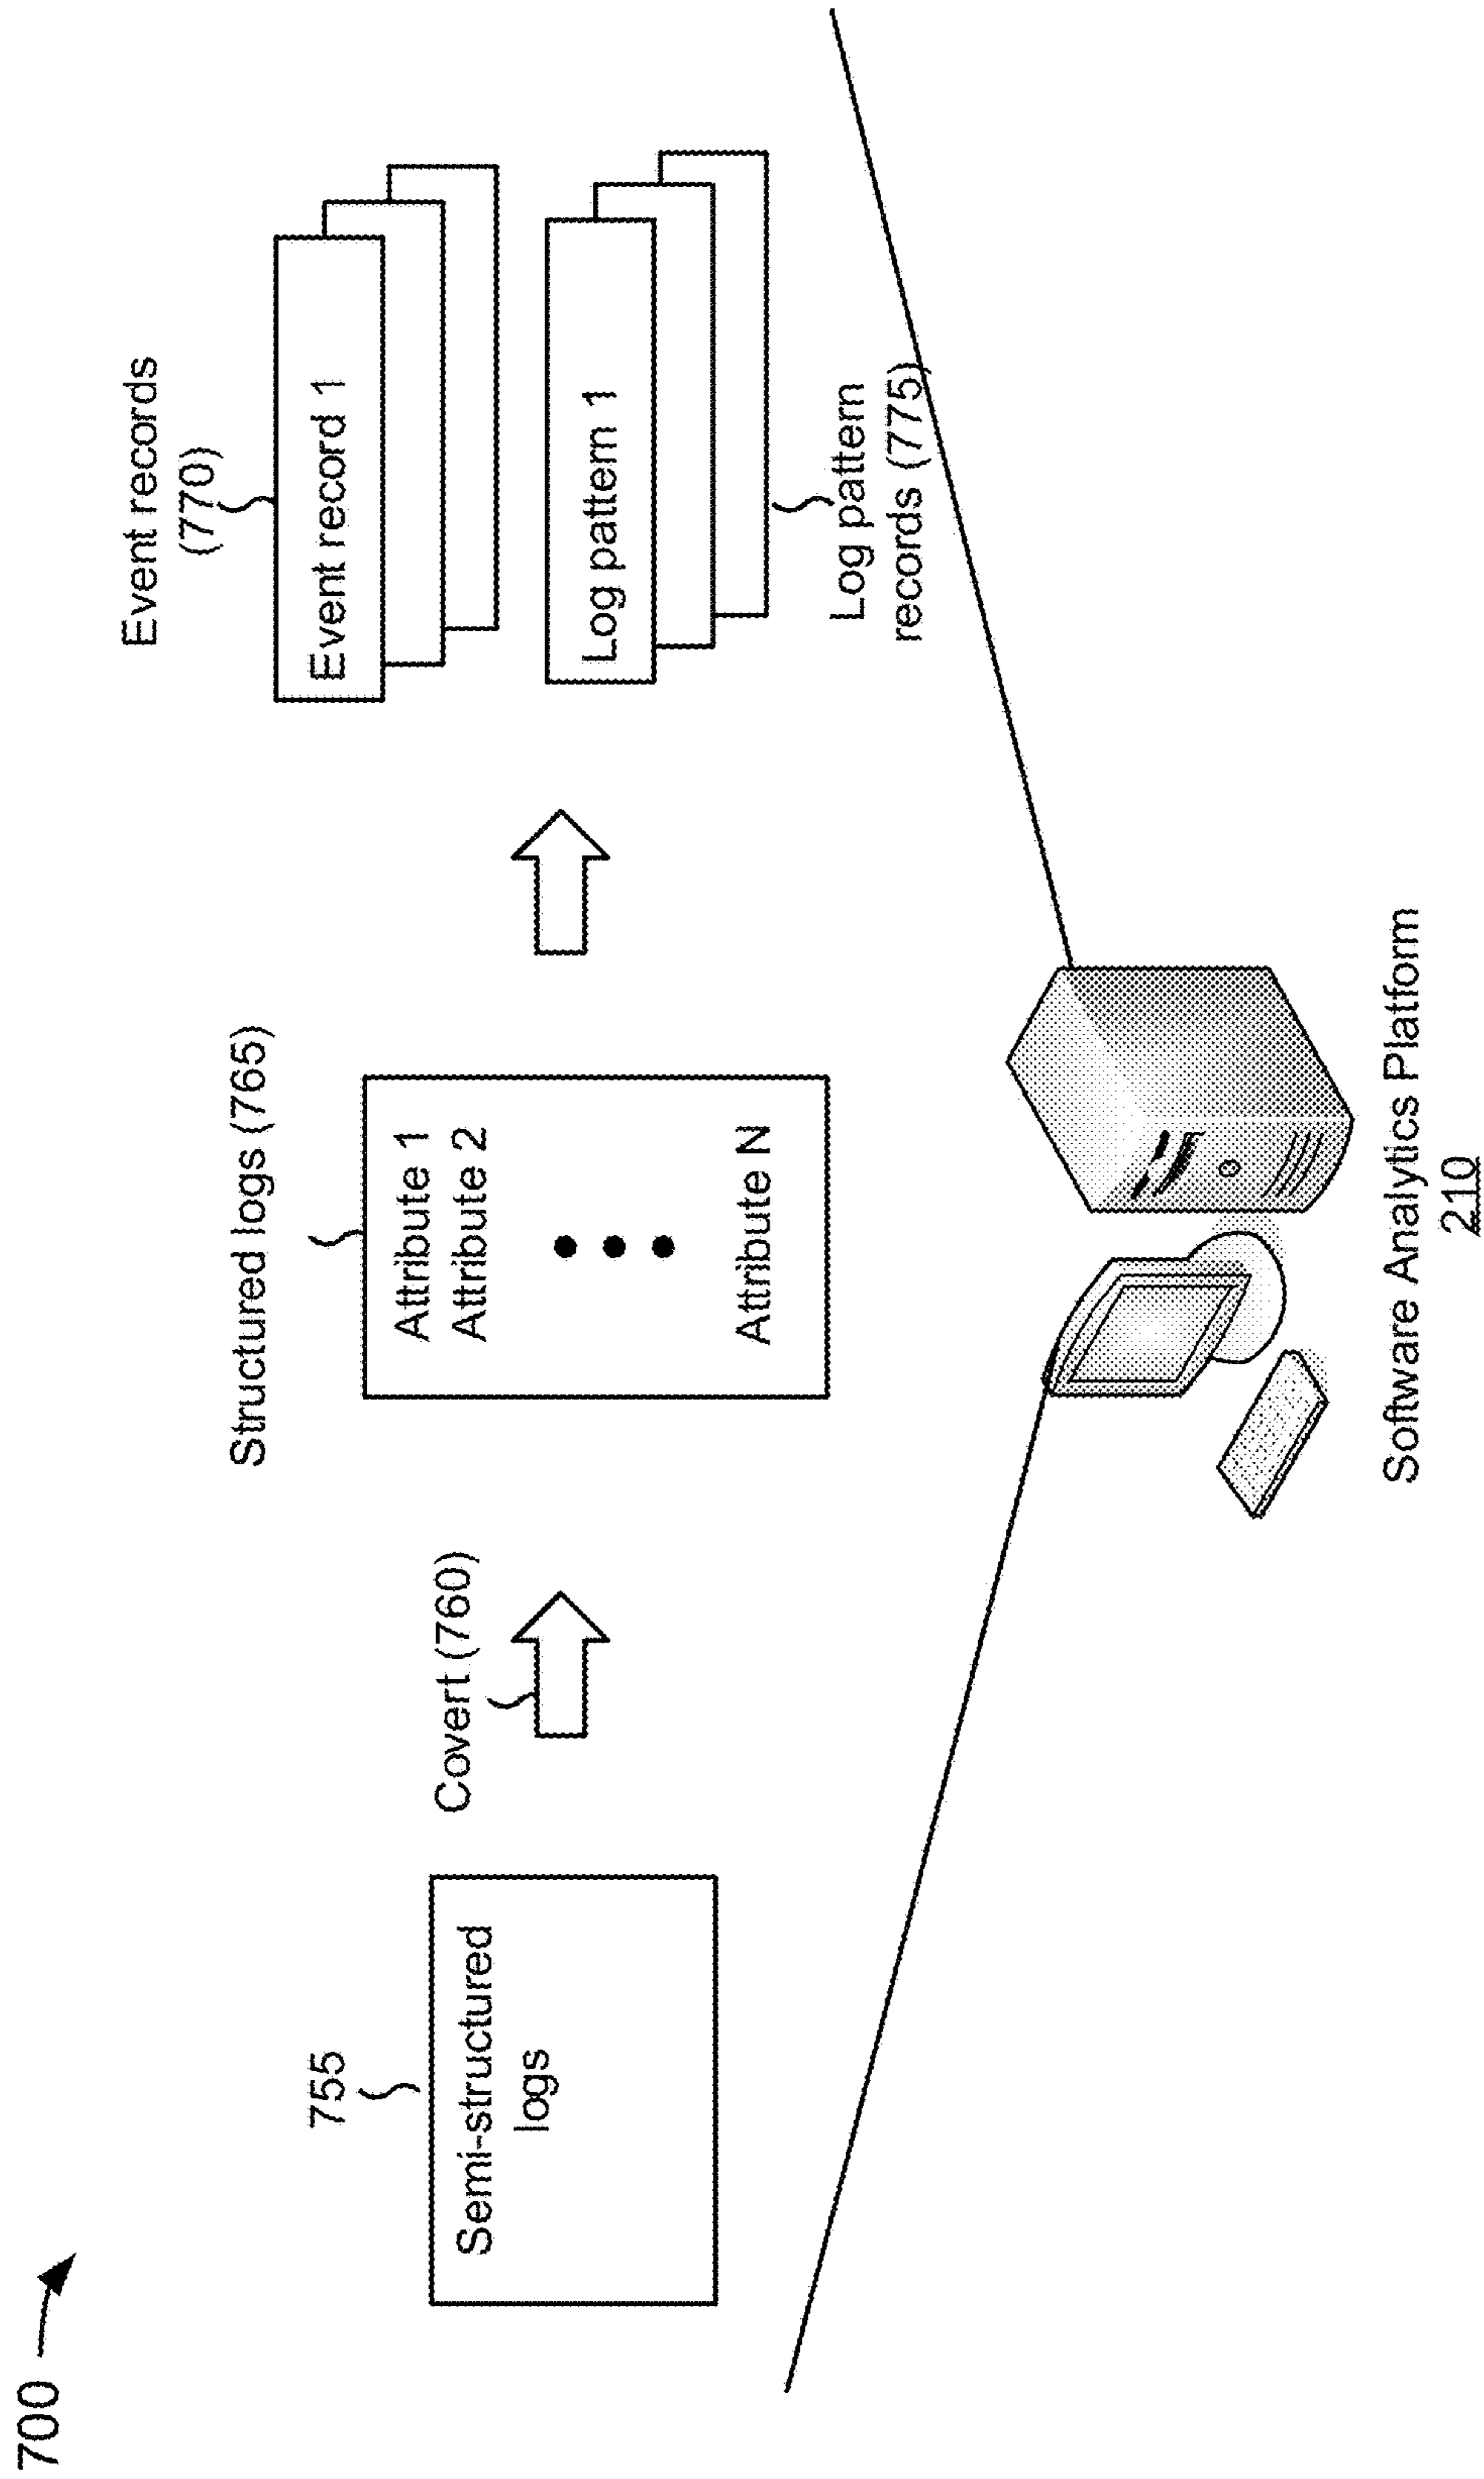 700
755
Semi-structured
logs
Covert (760)
Structured logs (765)
Attribute 1
Attribute 2
Attribute N
Event records
(770)
Event record 1
Log pattern 1
Log pattern
records (775)
Software Analytics Platform
210